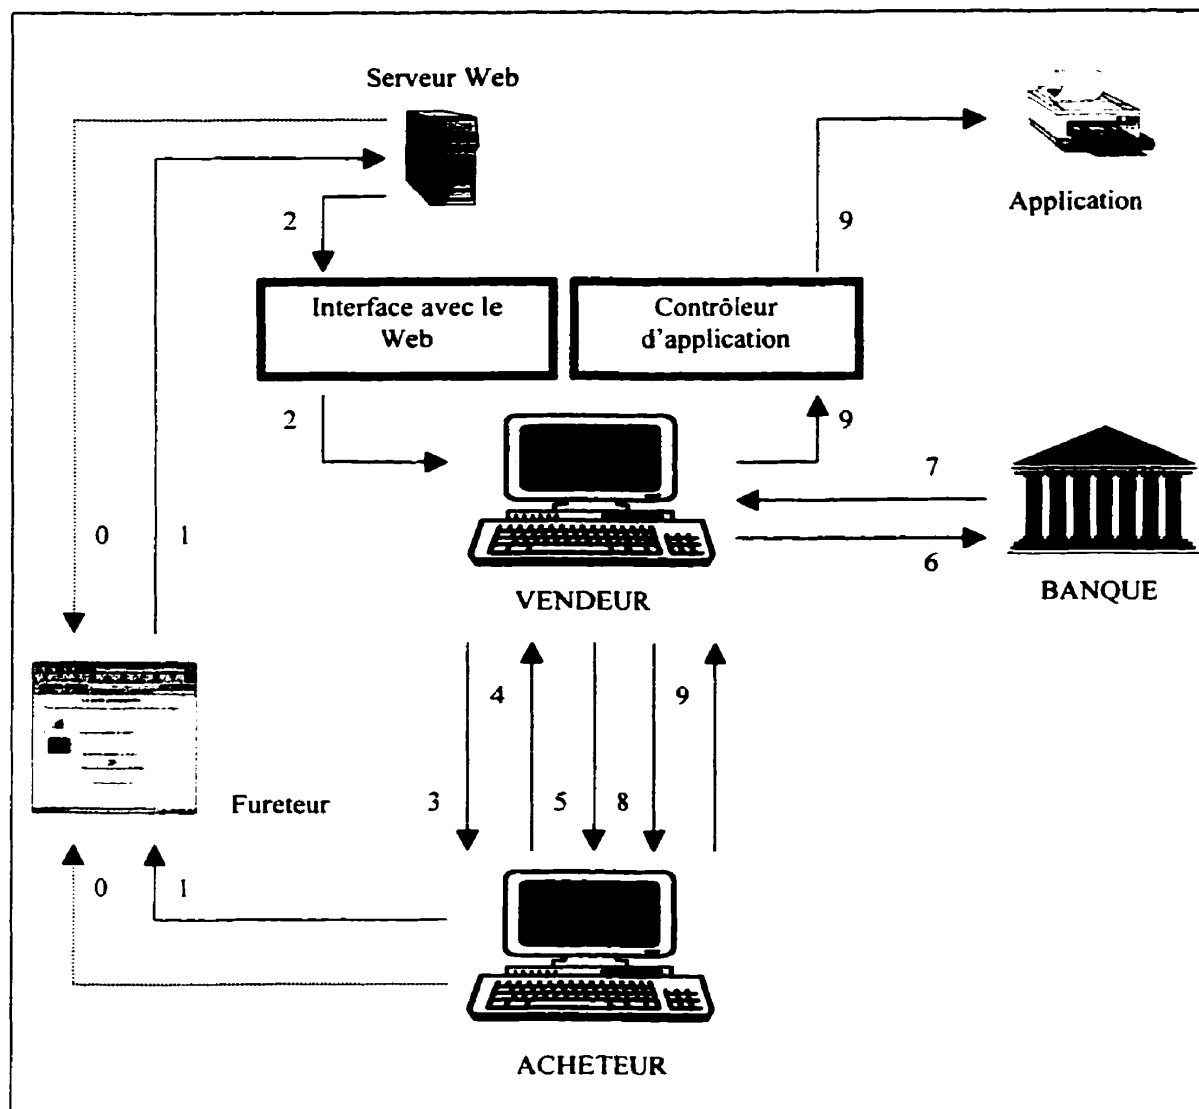 Serveur Web
Application
2
9
Interface avec le
Web
Contrôleur
d'application
2
9
7
0
1
6
VENDEUR
BANQUE
4
9
3
5
8
Fureteur
0
1
ACHETEUR